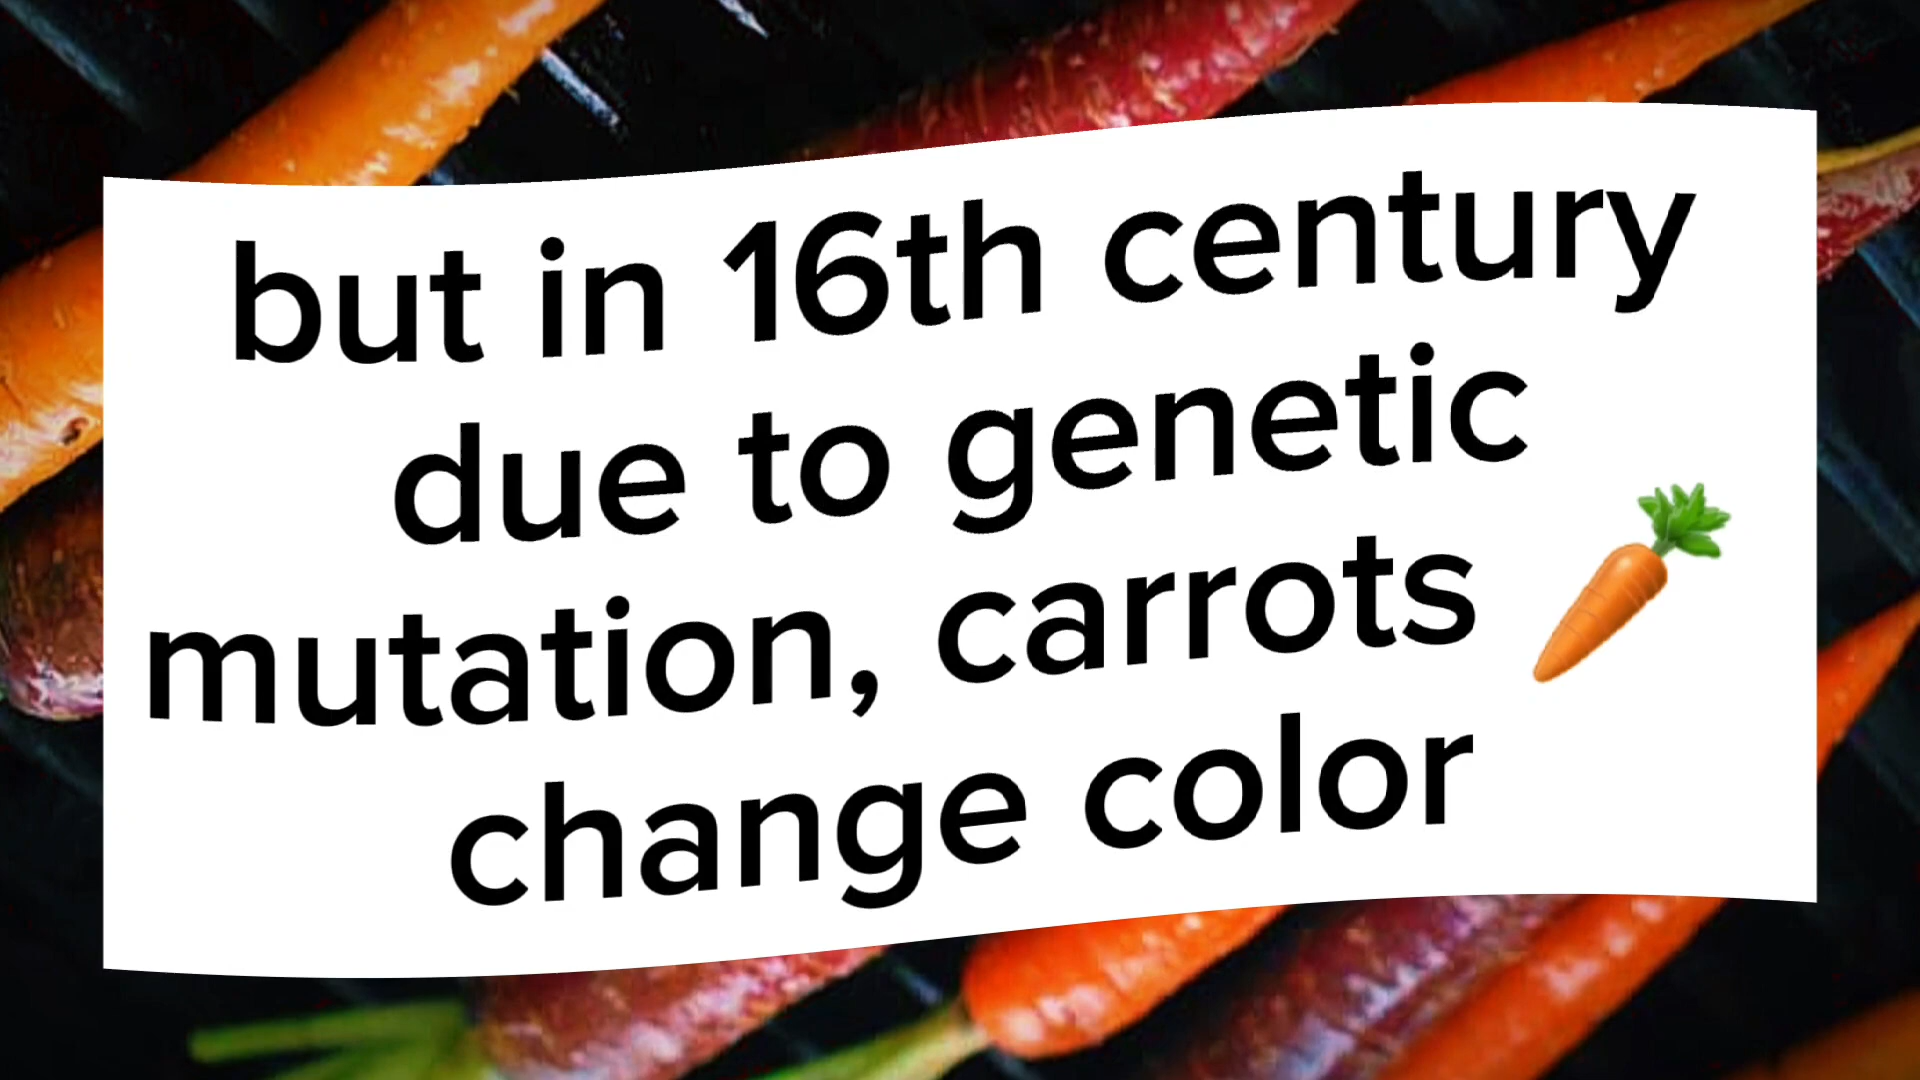 but in 16th century
due to genetic
mutation, carrots 🥕
change color